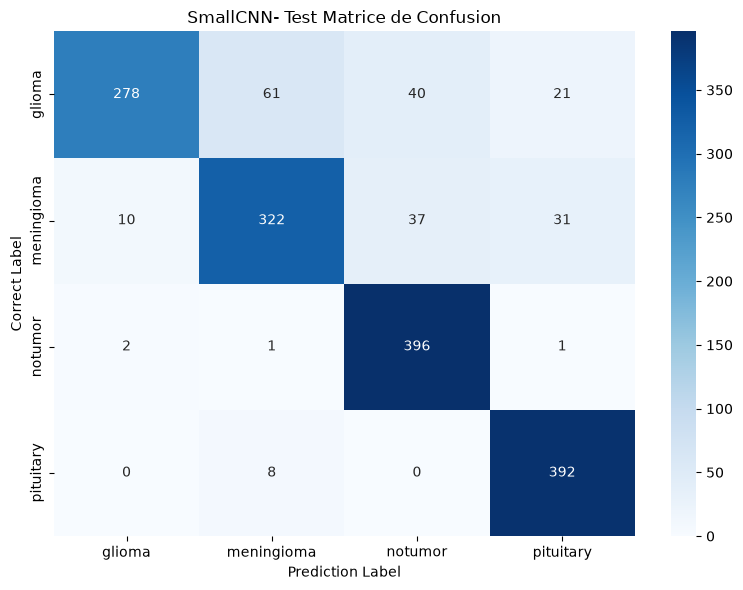 SmallCNN- Test Matrice de Confusion
Correct Label
glioma
278 61 40 21
meningioma
10 322 37 31
notumor
2 1 396 1
pituitary
0 8 0 392
glioma meningioma notumor pituitary
Prediction Label
350
300
250
200
150
100
50
0